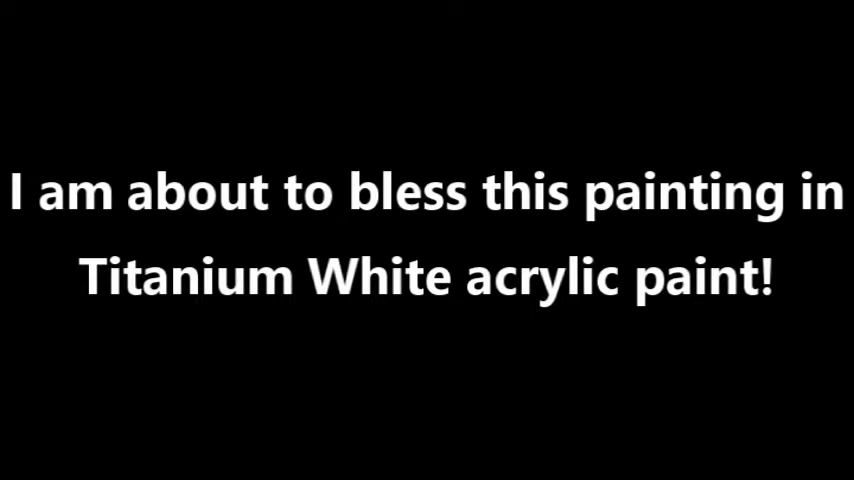 I am about to bless this painting in
Titanium White acrylic paint!